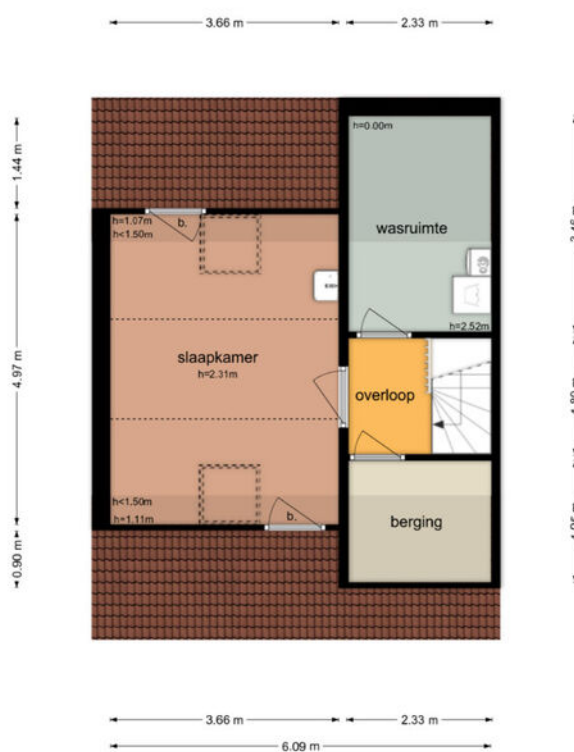 3.66 m
2.33 m
1.44 m
4.97 m
0.90 m
h=0.00m
wasruimte
h=2.52m
h=1.07m
h<1.50m
b.
slaapkamer
h=2.31m
overloop
h<1.50m
h=1.11m
b.
berging
3.66 m
2.33 m
6.09 m